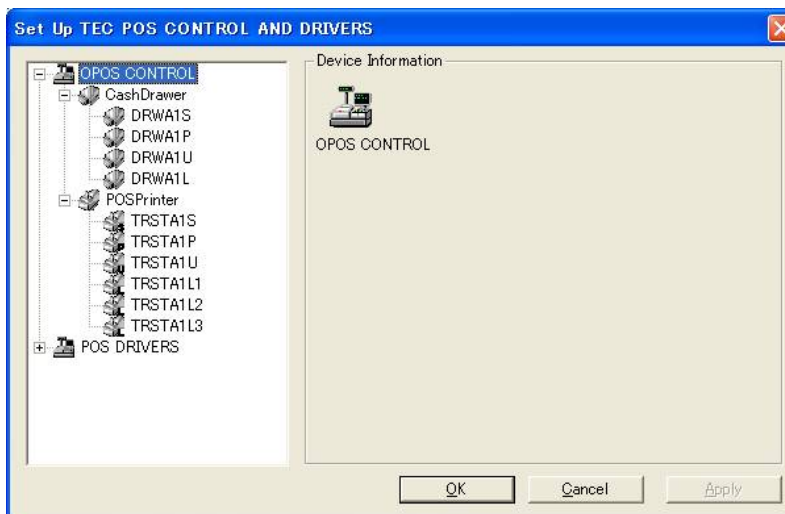 Set Up TEC POS CONTROL AND DRIVERS
OPOS CONTROL
CashDrawer
DRWA1S
DRWA1P
DRWA1U
DRWA1L
POSPrinter
TRSTA1S
TRSTA1P
TRSTA1U
TRSTA1L1
TRSTA1L2
TRSTA1L3
POS DRIVERS
Device Information
OPOS CONTROL
OK
Cancel
Apply